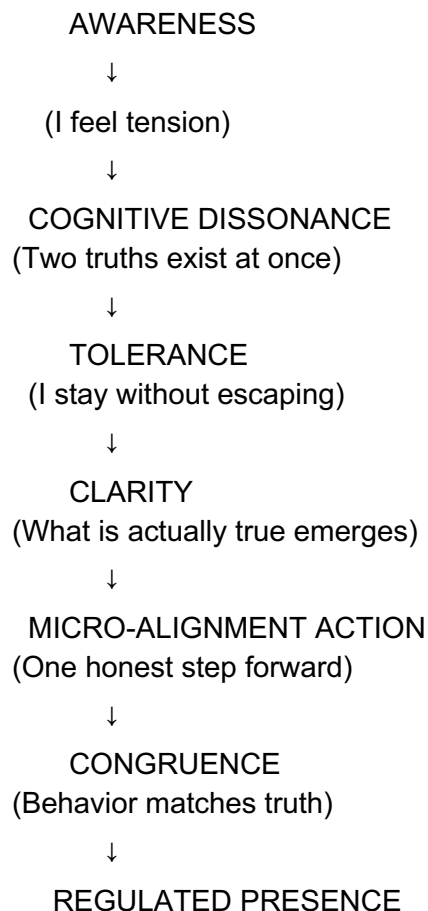 AWARENESS
↓
(I feel tension)
↓
COGNITIVE DISSONANCE
(Two truths exist at once)
↓
TOLERANCE
(I stay without escaping)
↓
CLARITY
(What is actually true emerges)
↓
MICRO-ALIGNMENT ACTION
(One honest step forward)
↓
CONGRUENCE
(Behavior matches truth)
↓
REGULATED PRESENCE